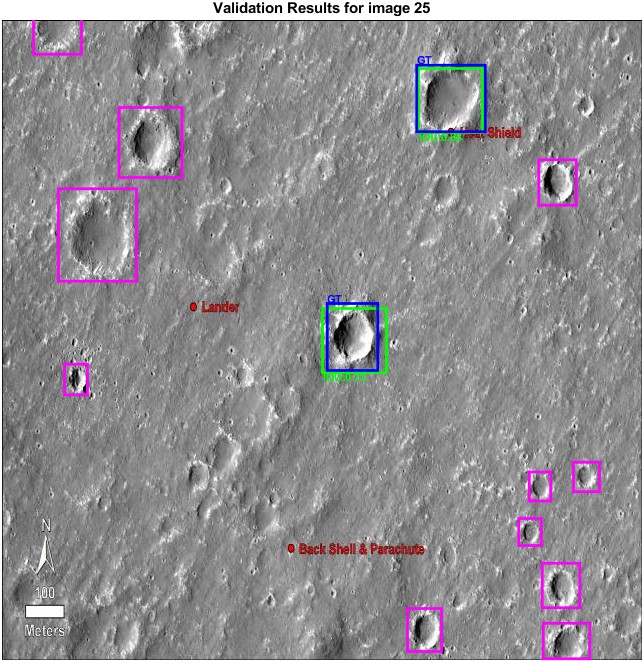 Validation Results for image 25
GT
Shield
GT
Lander
Back Shell & Parachute
N
100
Meters